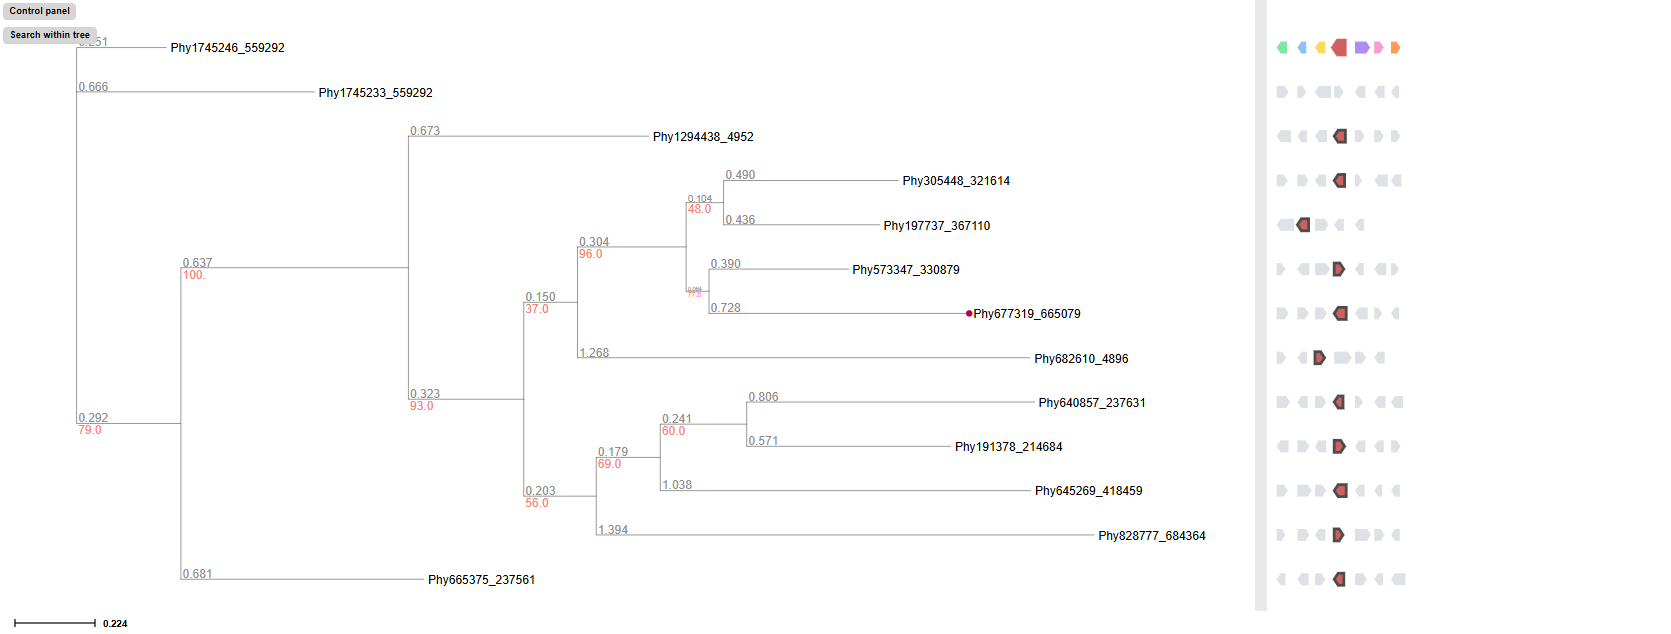 Control panel
Search within tree
0.251
Phy1745246_559292
0.666
Phy1745233_559292
0.673
Phy1294438_4952
0.490
Phy305448_321614
0.104
48.0
0.436
Phy197737_367110
0.304
96.0
0.390
Phy573347_330879
0.637
100.
77.0
0.150
37.0
0.728
Phy677319_665079
1.268
Phy682610_4896
0.323
93.0
0.806
Phy640857_237631
0.292
79.0
0.241
60.0
0.571
Phy191378_214684
0.179
69.0
1.038
Phy645269_418459
0.203
56.0
1.394
Phy828777_684364
0.681
Phy665375_237561
0.224